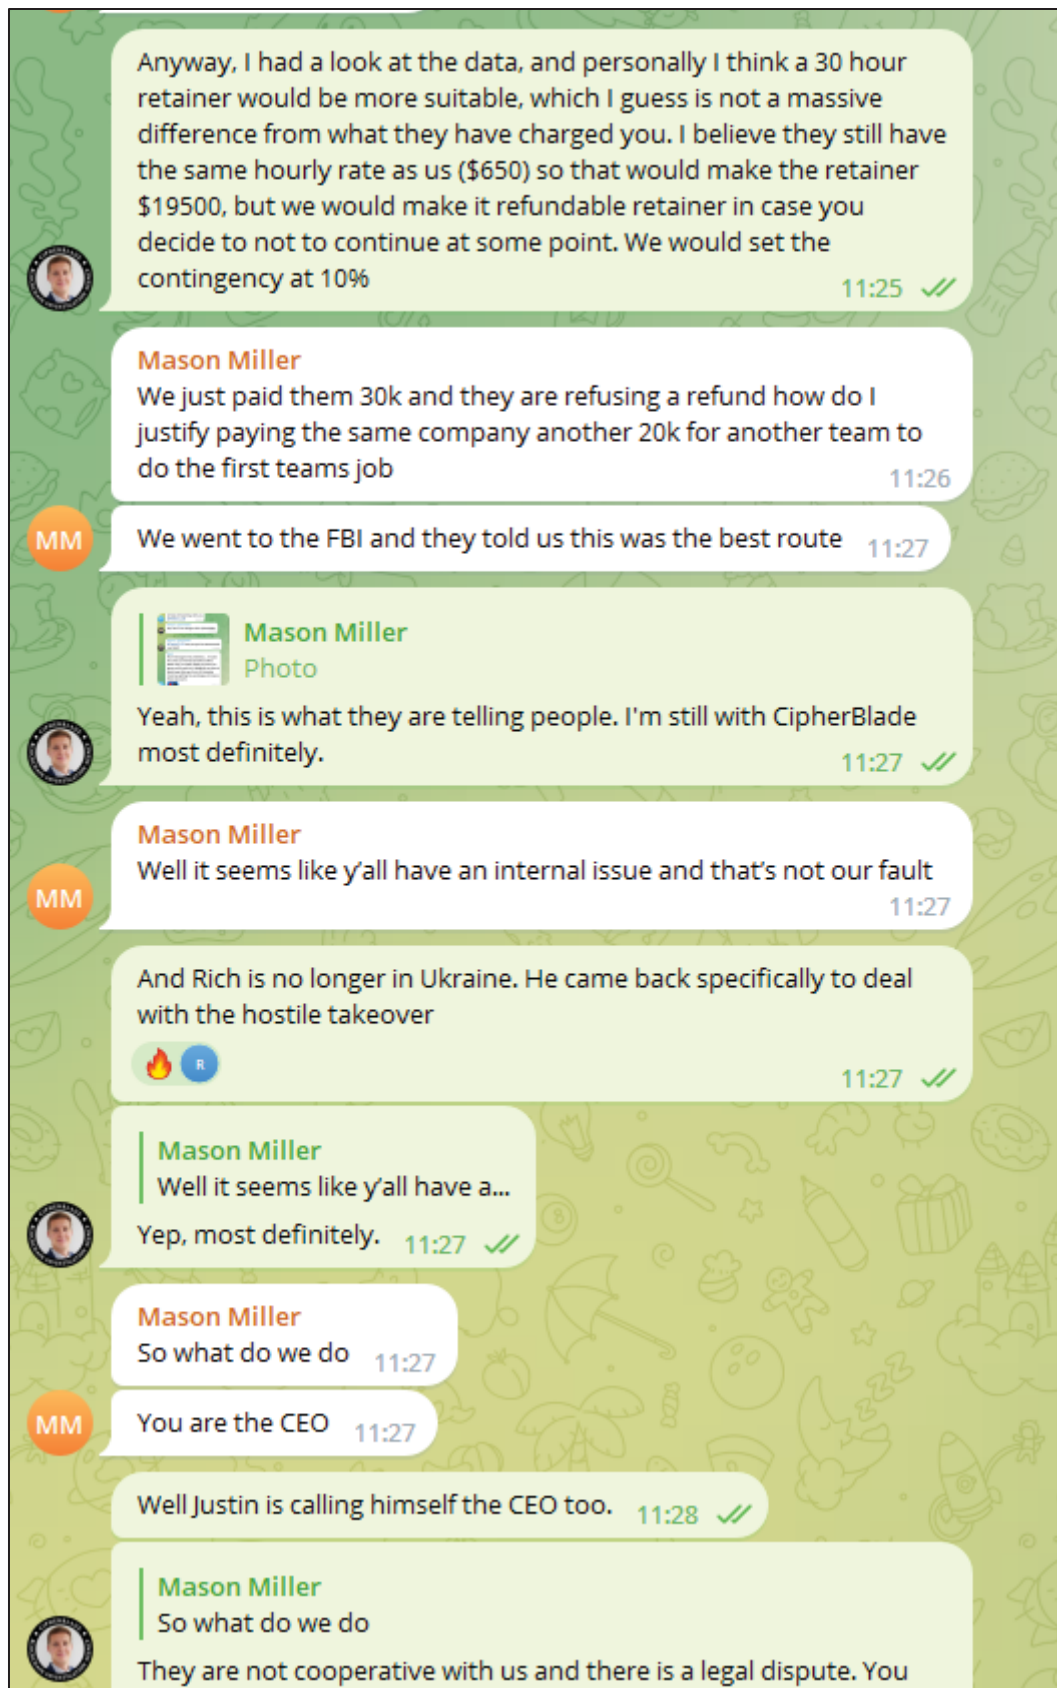 Anyway, I had a look at the data, and personally I think a 30 hour
retainer would be more suitable, which I guess is not a massive
difference from what they have charged you. I believe they still have
the same hourly rate as us ($650) so that would make the retainer
$19500, but we would make it refundable retainer in case you
decide to not to continue at some point. We would set the
contingency at 10%
11:25
Mason Miller
We just paid them 30k and they are refusing a refund how do I
justify paying the same company another 20k for another team to
do the first teams job
11:26
MM
We went to the FBI and they told us this was the best route 11:27
Mason Miller
Photo
Yeah, this is what they are telling people. I'm still with CipherBlade
most definitely.
11:27
Mason Miller
Well it seems like y'all have an internal issue and that's not our fault
MM
11:27
And Rich is no longer in Ukraine. He came back specifically to deal
with the hostile takeover
R
11:27
Mason Miller
Well it seems like y'all have a...
Yep, most definitely. 11:27
Mason Miller
So what do we do 11:27
MM
You are the CEO 11:27
Well Justin is calling himself the CEO too. 11:28
Mason Miller
So what do we do
They are not cooperative with us and there is a legal dispute. You